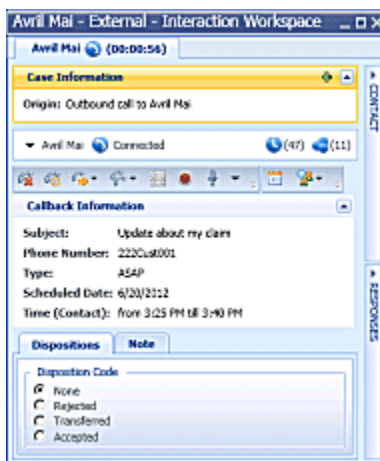 Avril Mai - External - Interaction Workspace
Avril Mai (00:00:56)
Case Information
Origin: Outbound call to Avril Mai
Avril Mai Connected (47) (11)
Callback Information
Subject: Update about my claim
Phone Number: 222Cust001
Type: ASAP
Scheduled Date: 6/20/2012
Time (Contact): from 3:25 PM till 3:40 PM
Dispositions Note
Disposition Code
None
Rejected
Transferred
Accepted
CONTACT
RESPONSES